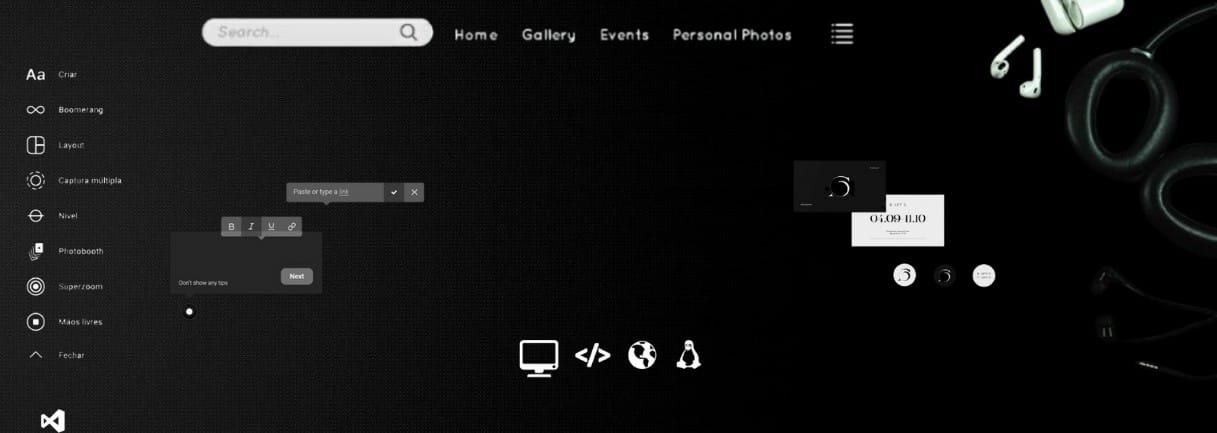 Search...
Home Gallery Events Personal Photos
Aa Criar
Boomerang
Layout
Captura múltipla
Nivel
Photobooth
Superzoom
Mãos livres
Fechar
Paste or type a link
B I U
Next
Don't show any tips
04.09-11.10